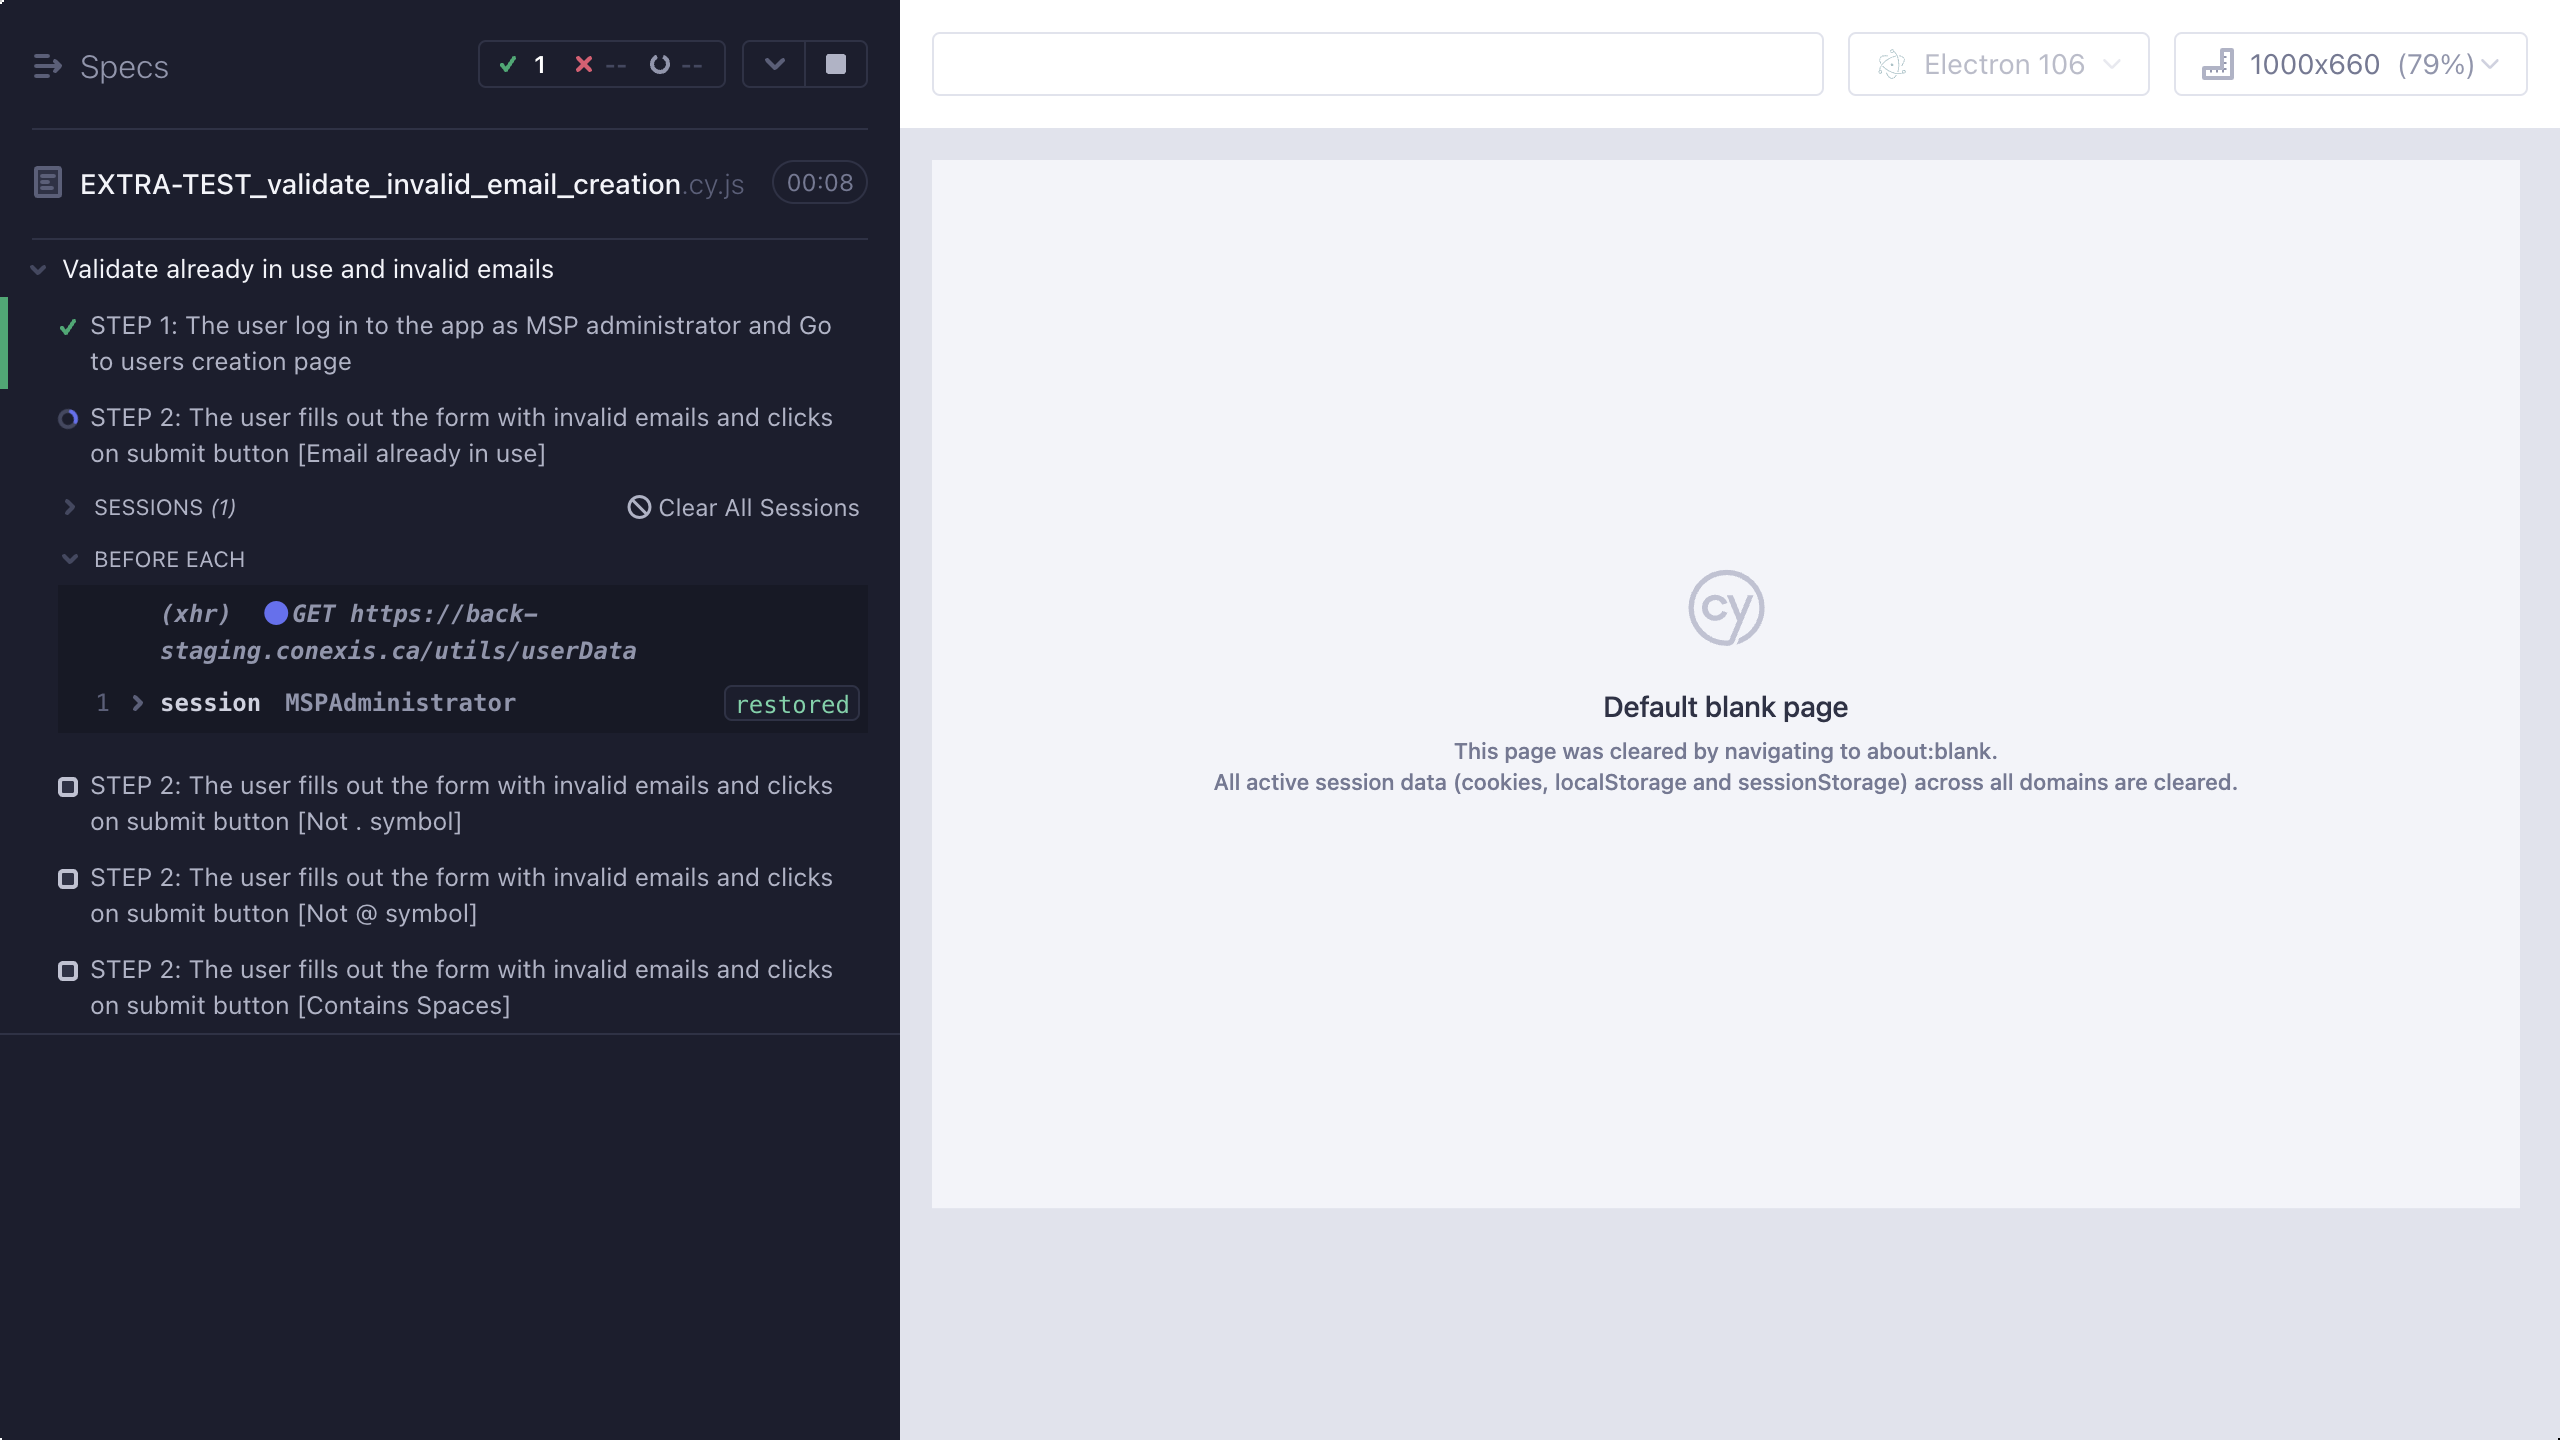 Specs
1 -- --
EXTRA-TEST_validate_invalid_email_creation.cy.js 00:08
Validate already in use and invalid emails
STEP 1: The user log in to the app as MSP administrator and Go
to users creation page
STEP 2: The user fills out the form with invalid emails and clicks
on submit button [Email already in use]
SESSIONS (1) Clear All Sessions
BEFORE EACH
(xhr) GET https://back-
staging.conexis.ca/utils/userData
1 session MSPAdministrator restored
STEP 2: The user fills out the form with invalid emails and clicks
on submit button [Not . symbol]
STEP 2: The user fills out the form with invalid emails and clicks
on submit button [Not @ symbol]
STEP 2: The user fills out the form with invalid emails and clicks
on submit button [Contains Spaces]
Electron 106
1000x660 (79%)
cy
Default blank page
This page was cleared by navigating to about:blank.
All active session data (cookies, localStorage and sessionStorage) across all domains are cleared.